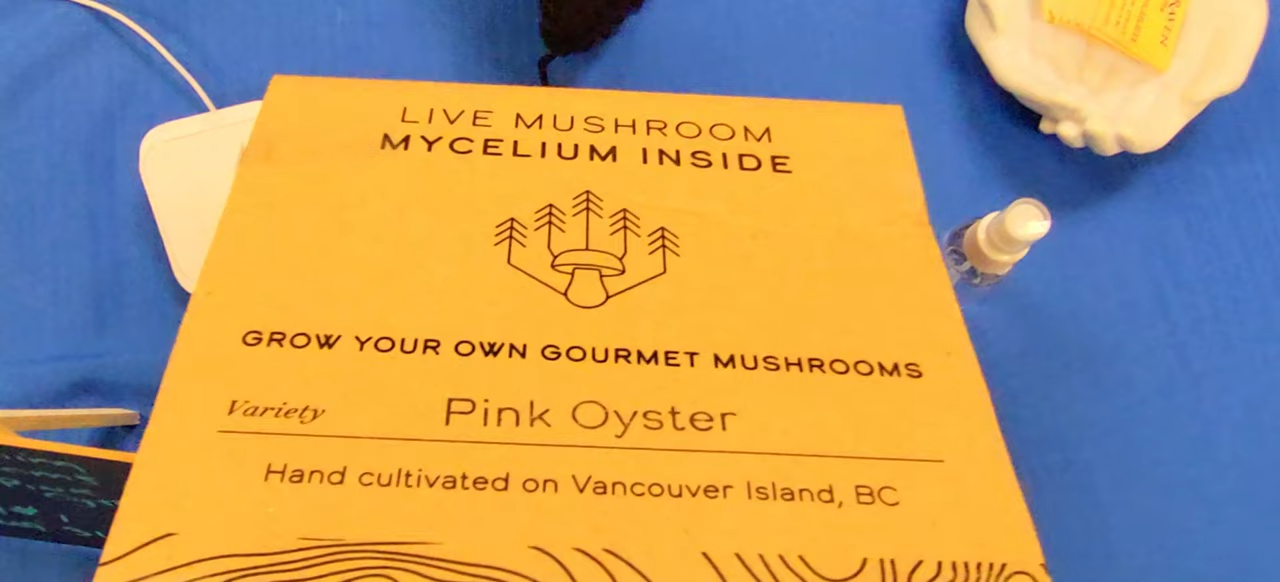 LIVE MUSHROOM
MYCELIUM INSIDE
GROW YOUR OWN GOURMET MUSHROOMS
Variety Pink Oyster
Hand cultivated on Vancouver Island, BC